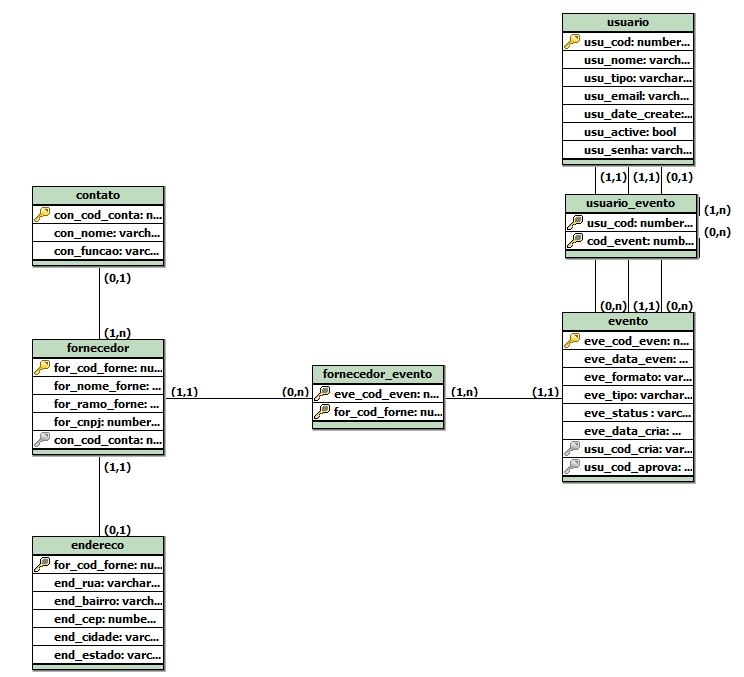 usuario
usu_cod: number...
usu_nome: varch...
usu_tipo: varchar...
usu_email: varch...
usu_date_create:...
usu_active: bool
usu_senha: varch...
(1,1) (1,1) (0,1)
usuario_evento
usu_cod: number...
cod_event: numb...
(1,n)
(0,n)
(0,n) (1,1) (0,n)
contato
con_cod_conta: n...
con_nome: varch...
con_funcao: varc...
(0,1)
(1,n)
fornecedor
for_cod_forne: nu...
for_nome_forne: ...
for_ramo_forne: ...
for_cnpj: number...
con_cod_conta: n...
(1,1)
(0,n)
fornecedor_evento
eve_cod_even: n...
for_cod_forne: nu...
(1,n)
(1,1)
evento
eve_cod_even: n...
eve_data_even: ...
eve_formato: var...
eve_tipo: varchar...
eve_status : varc...
eve_data_cria: ...
usu_cod_cria: var...
usu_cod_aprova: ...
(1,1)
(0,1)
endereco
for_cod_forne: nu...
end_rua: varchar...
end_bairro: varch...
end_cep: numbe...
end_cidade: varc...
end_estado: varc...